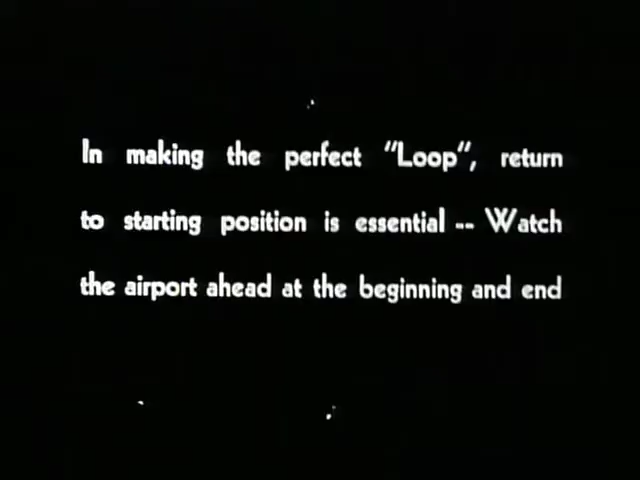 In making the perfect "Loop", return
to starting position is essential -- Watch
the airport ahead at the beginning and end